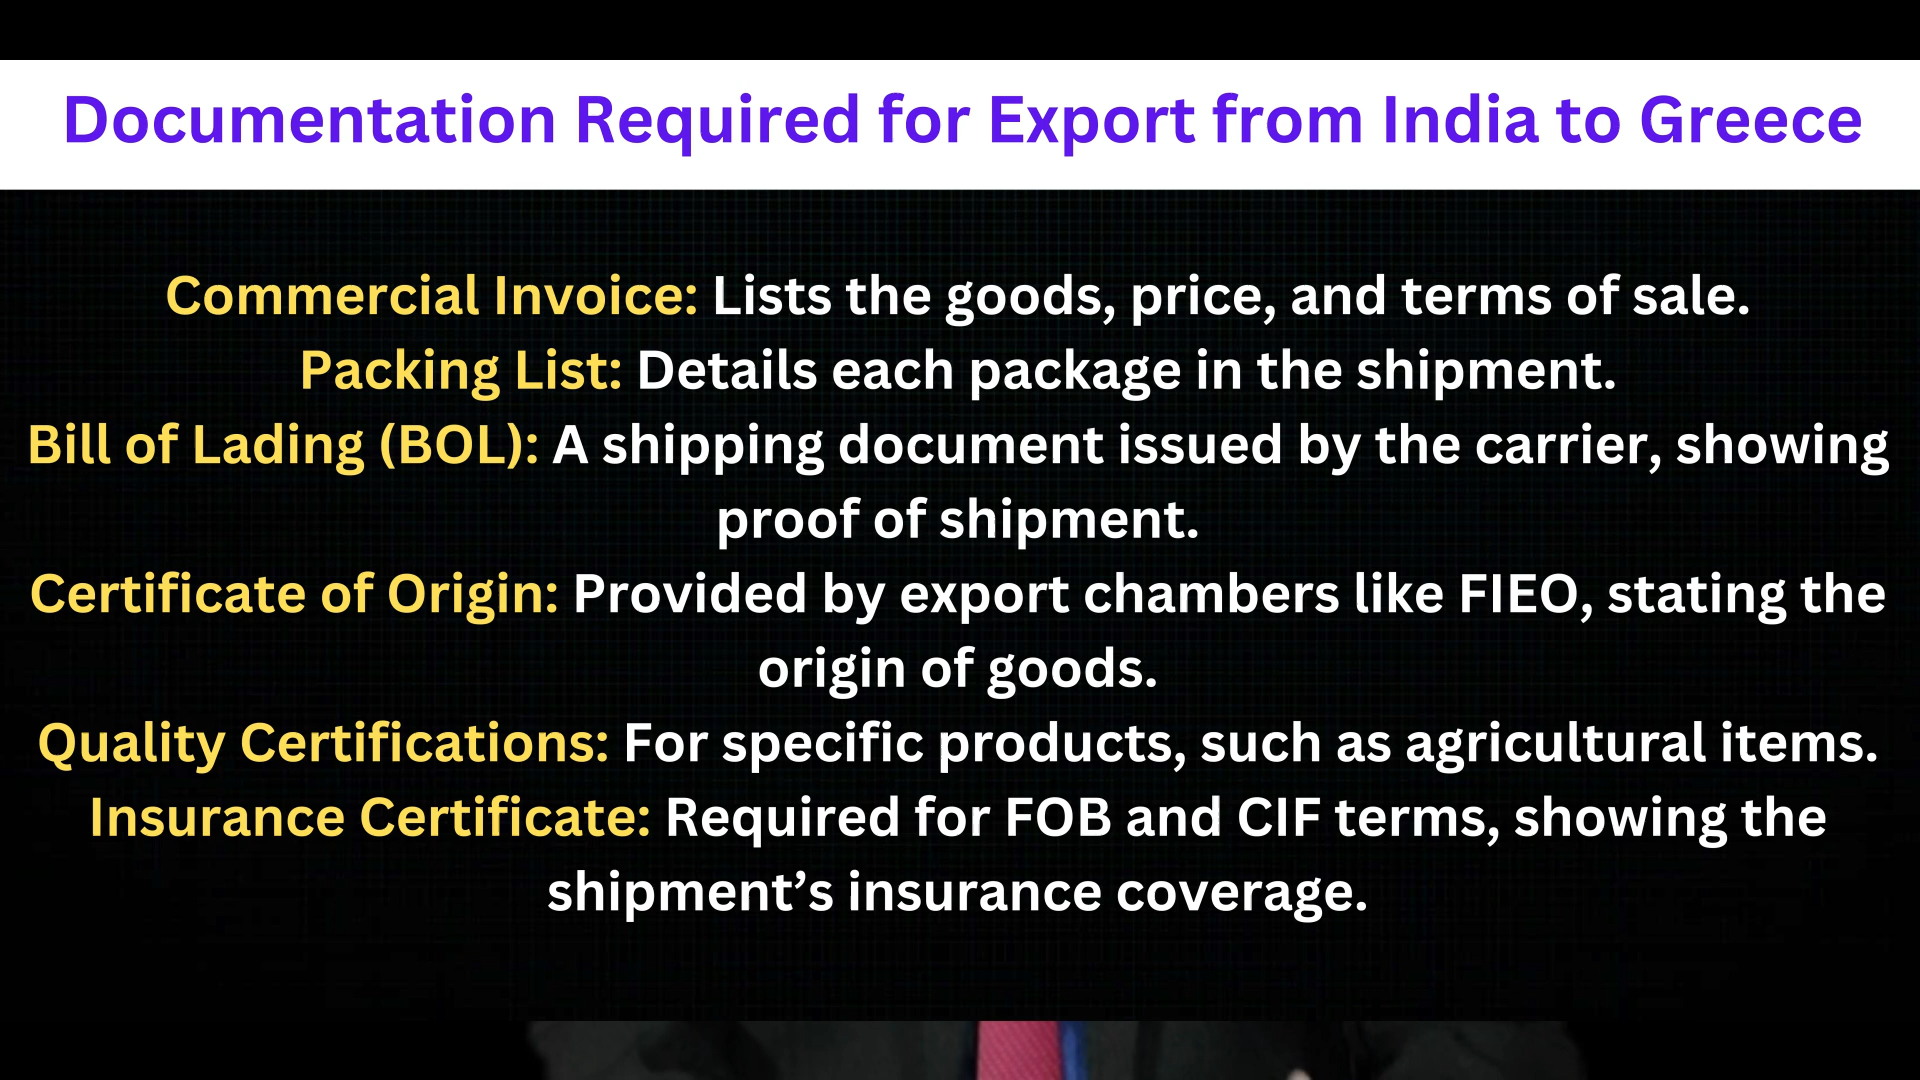 Documentation Required for Export from India to Greece
Commercial Invoice: Lists the goods, price, and terms of sale.
Packing List: Details each package in the shipment.
Bill of Lading (BOL): A shipping document issued by the carrier, showing
proof of shipment.
Certificate of Origin: Provided by export chambers like FIEO, stating the
origin of goods.
Quality Certifications: For specific products, such as agricultural items.
Insurance Certificate: Required for FOB and CIF terms, showing the
shipment’s insurance coverage.